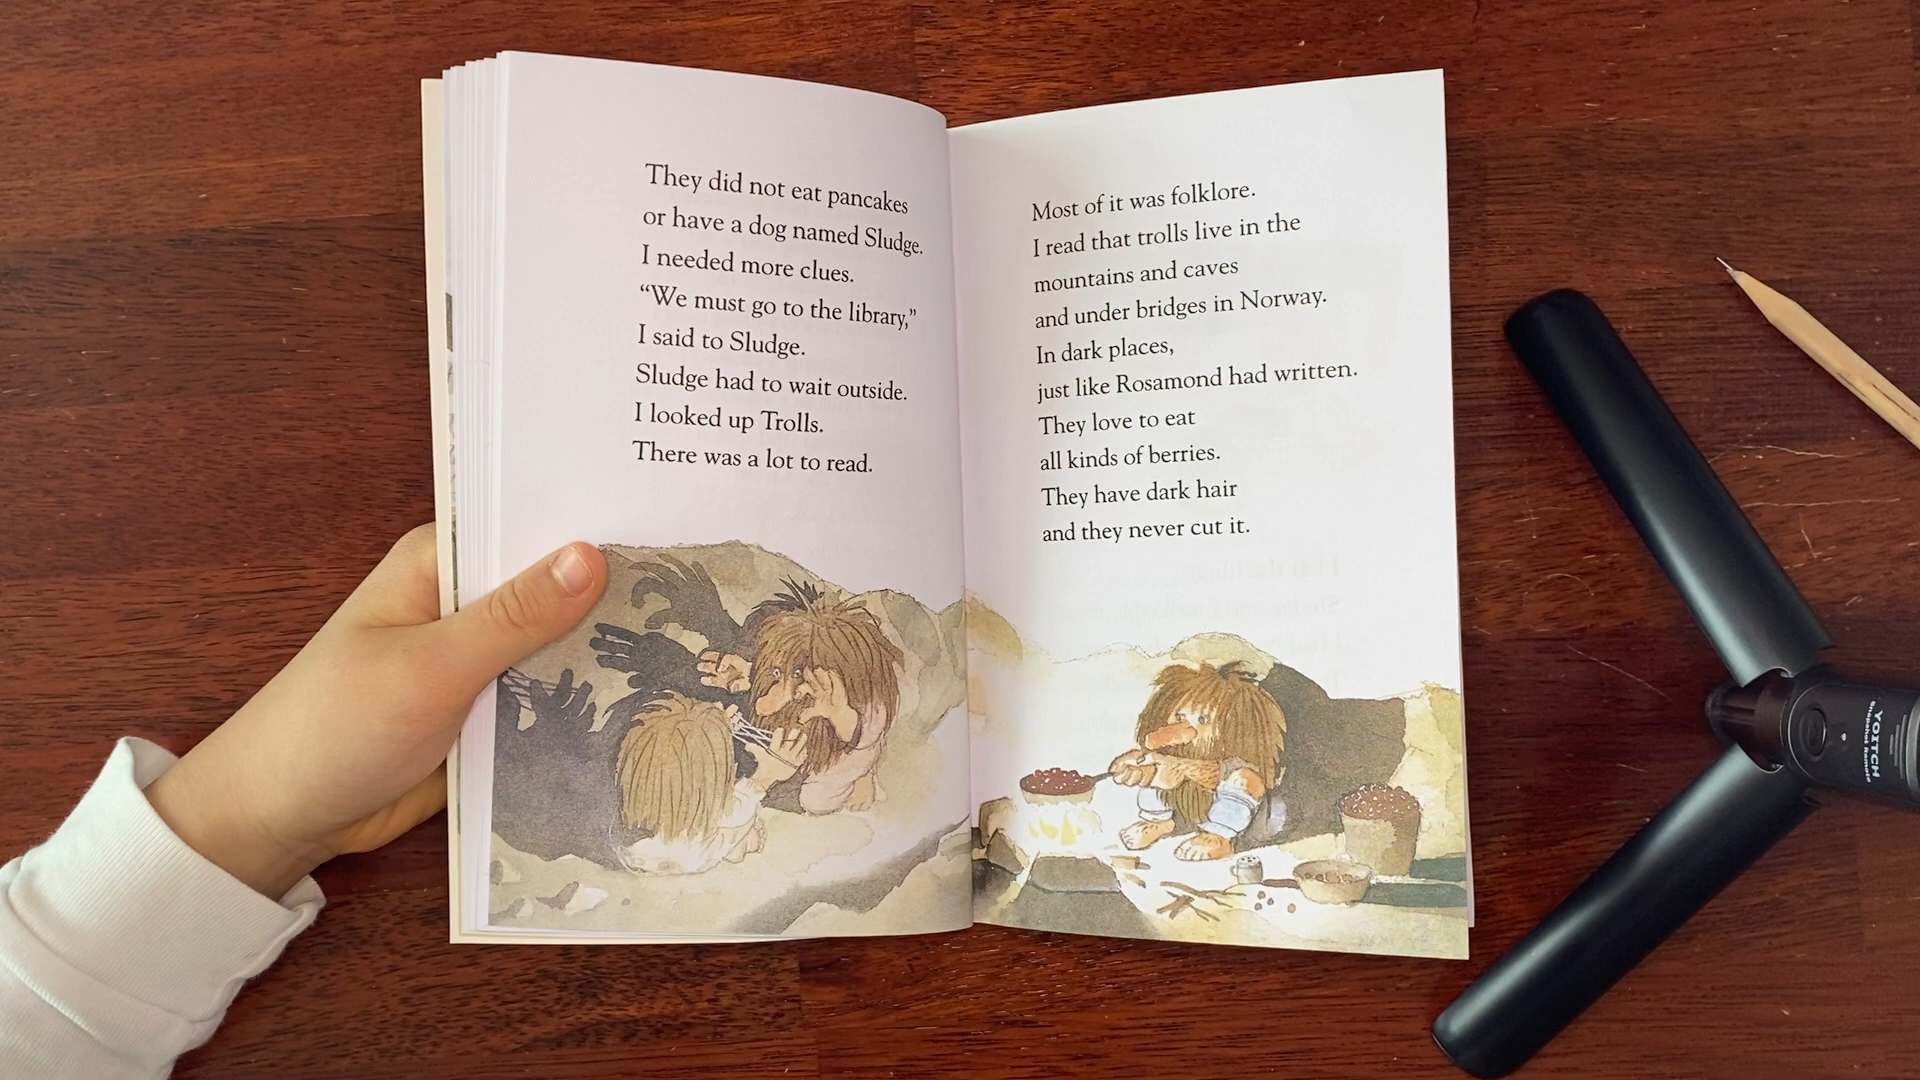 They did not eat pancakes
or have a dog named Sludge.
I needed more clues.
“We must go to the library,”
I said to Sludge.
Sludge had to wait outside.
I looked up Trolls.
There was a lot to read.
Most of it was folklore.
I read that trolls live in the
mountains and caves
and under bridges in Norway.
In dark places,
just like Rosamond had written.
They love to eat
all kinds of berries.
They have dark hair
and they never cut it.
YOITCH
Snapshot Remote